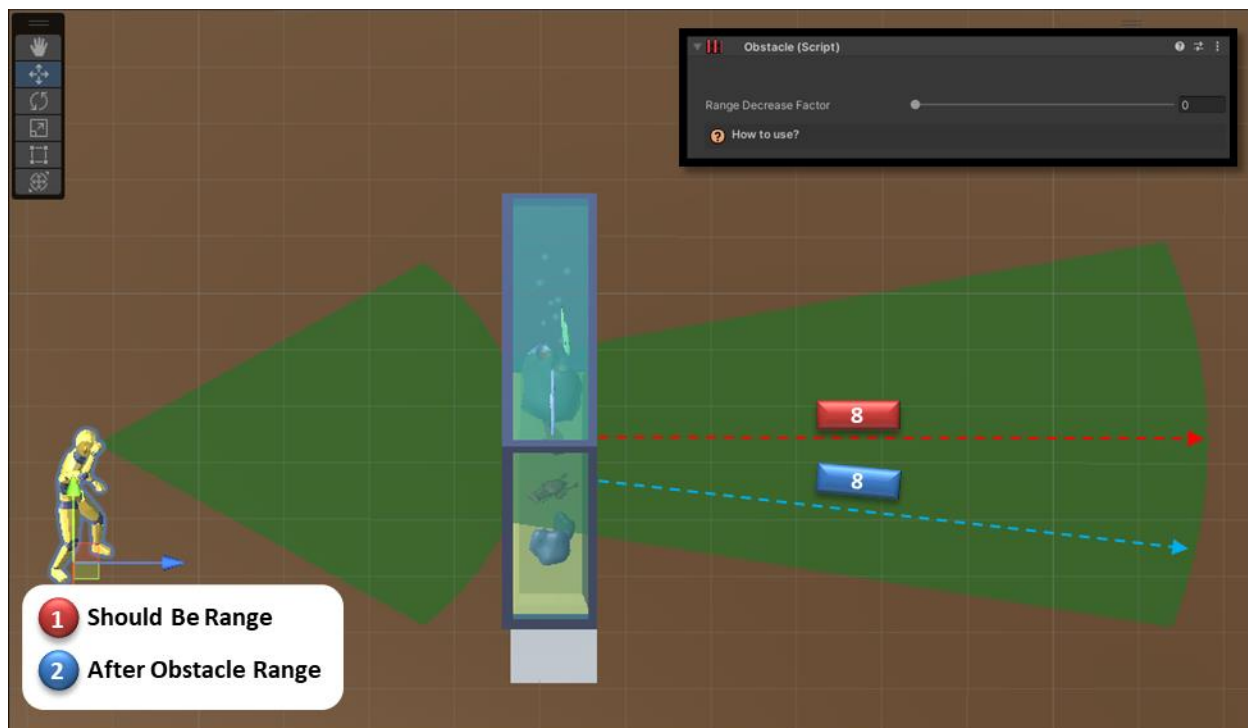 Obstacle (Script)
Range Decrease Factor
0
? How to use?
8
8
1 Should Be Range
2 After Obstacle Range